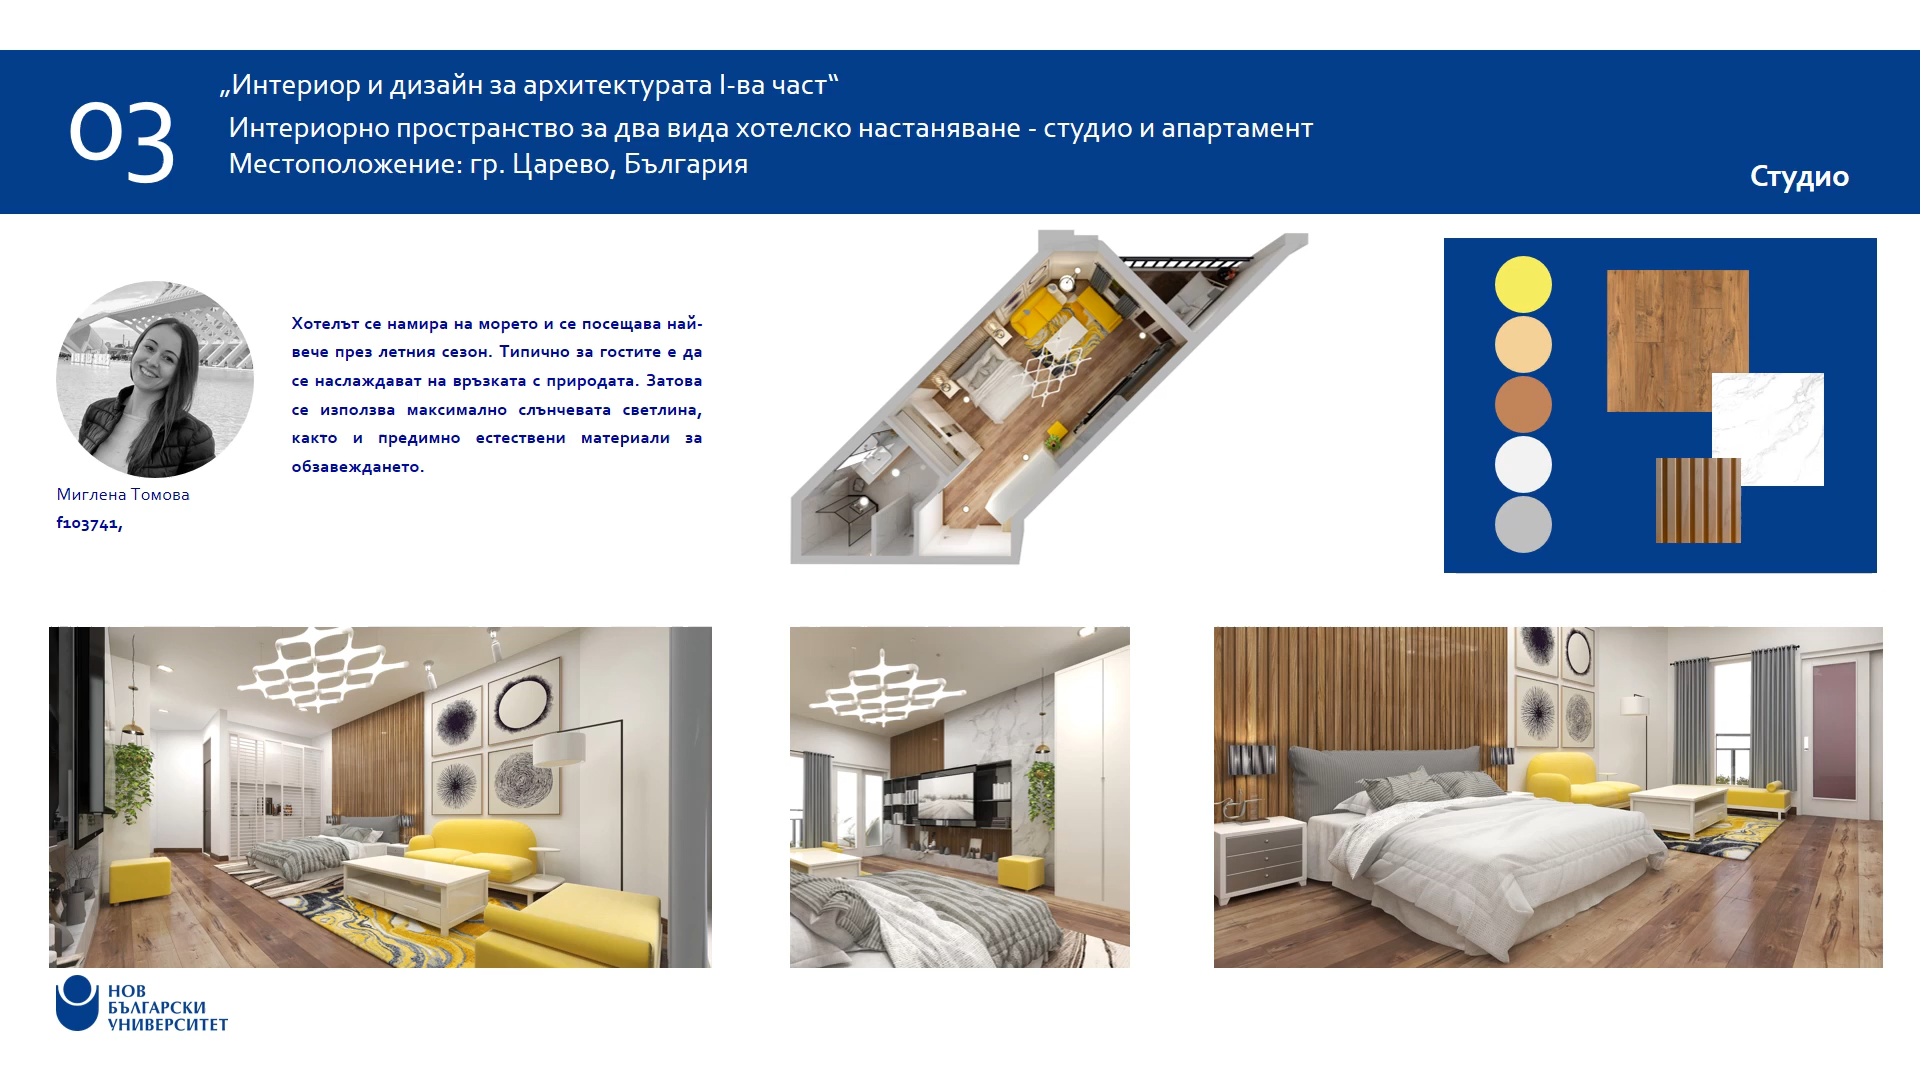 03
„Интериор и дизайн за архитектурата I-ва част“
Интериорно пространство за два вида хотелско настаняване - студио и апартамент
Местоположение: гр. Царево, България
Студио
Хотелът се намира на морето и се посещава най-
вече през летния сезон. Типично за гостите е да
се наслаждават на връзката с природата. Затова
се използва максимално слънчевата светлина,
както и предимно естествени материали за
обзавеждането.
Миглена Томова
f103741,
НОВ
БЪЛГАРСКИ
УНИВЕРСИТЕТ